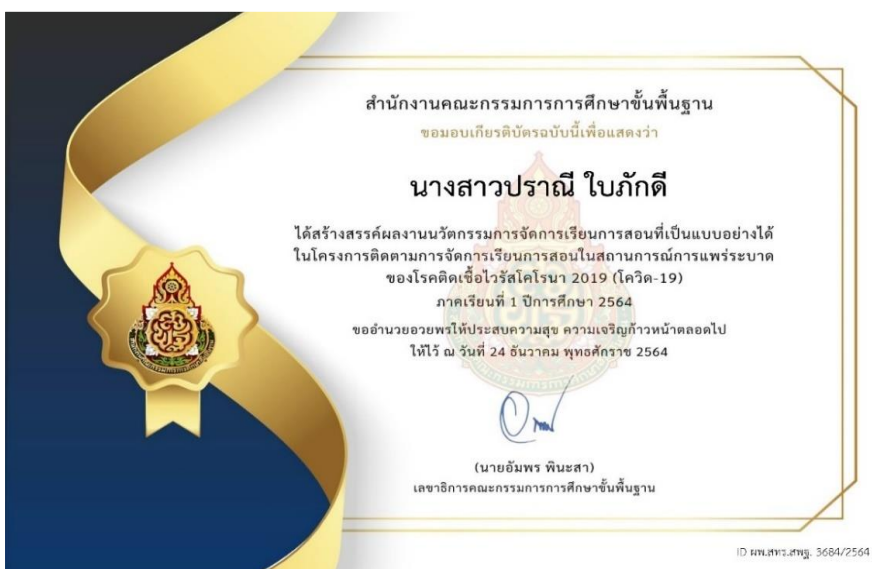 สำนักงานคณะกรรมการการศึกษาขั้นพื้นฐาน
ขอมอบเกียรติบัตรฉบับนี้เพื่อแสดงว่า
นางสาวปราณี ใบภักดี
ได้สร้างสรรค์ผลงานนวัตกรรมการจัดการเรียนการสอนที่เป็นแบบอย่างได้
ในโครงการติดตามการจัดการเรียนการสอนในสถานการณ์การแพร่ระบาด
ของโรคติดเชื้อไวรัสโคโรนา 2019 (โควิด-19)
ภาคเรียนที่ 1 ปีการศึกษา 2564
ขออำนวยอวยพรให้ประสบความสุข ความเจริญก้าวหน้าตลอดไป
ให้ไว้ ณ วันที่ 24 ธันวาคม พุทธศักราช 2564
(นายอัมพร พินะสา)
เลขาธิการคณะกรรมการการศึกษาขั้นพื้นฐาน
ID ผพ.สทร.สพฐ. 3684/2564